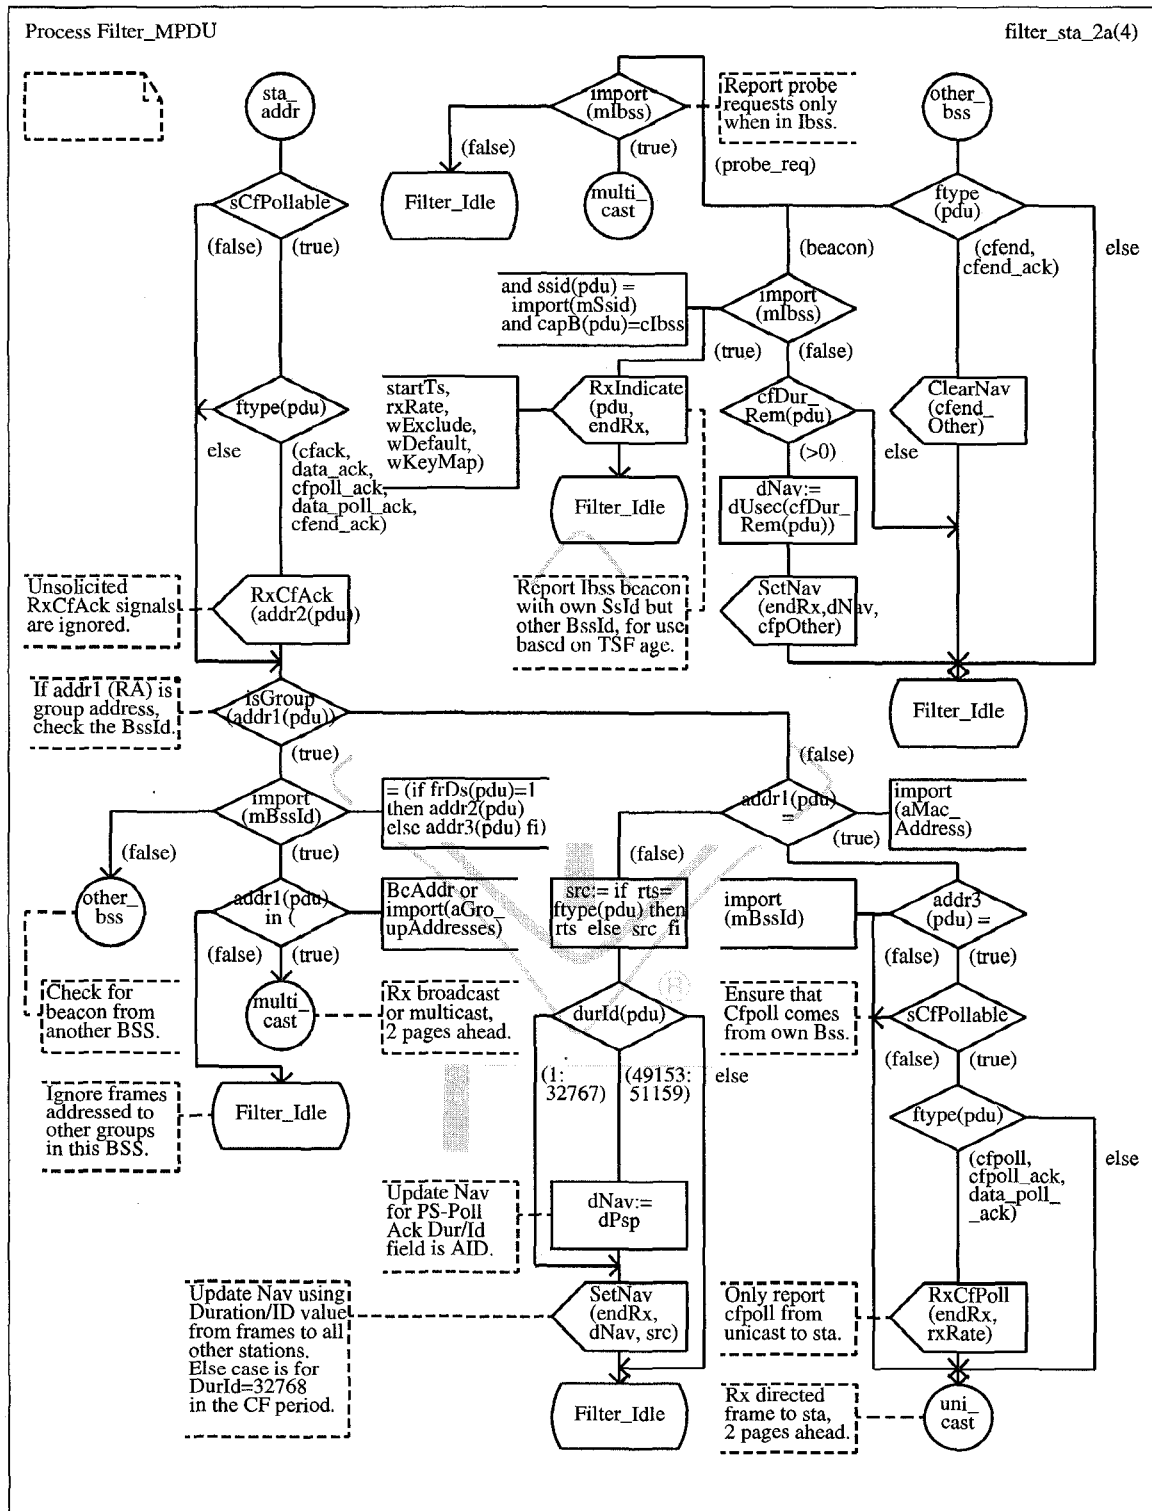 Process Filter_MPDU
filter_sta_2a(4)
sta_
addr
import
(mIbss)
Report probe
requests only
when in Ibss.
other_
bss
(false)
(true)
(probe_req)
Filter_Idle
multi_
cast
sCfPollable
(false)
(true)
ftype
(pdu)
(beacon)
(cfend,
cfend_ack)
else
and ssid(pdu) =
import(mSsid)
and capB(pdu)=cIbss
import
(mIbss)
(true)
(false)
ftype(pdu)
else
(cfack,
data_ack,
cfpoll_ack,
data_poll_ack,
cfend_ack)
startTs,
rxRate,
wExclude,
wDefault,
wKeyMap)
RxIndicate
(pdu,
endRx,
cfDur_
Rem(pdu)
(>0)
else
ClearNav
(cfend_
Other)
Filter_Idle
dNav:=
dUsec(cfDur_
Rem(pdu))
Unsolicited
RxCfAck signals
are ignored.
RxCfAck
(addr2(pdu))
Report Ibss beacon
with own SsId but
other BssId, for use
based on TSF age.
SetNav
(endRx,dNav,
cfpOther)
If addr1 (RA) is
group address,
check the BssId.
isGroup
(addr1(pdu))
(true)
(false)
Filter_Idle
import
(mBssId)
= (if frDs(pdu)=1
then addr2(pdu)
else addr3(pdu) fi)
(false)
(true)
addr1(pdu)
=
import
(aMac_
Address)
(false)
(true)
other_
bss
addr1(pdu)
in (
BcAddr or
import(aGro_
upAddresses)
(false)
(true)
src:= if rts=
ftype(pdu) then
rts else src fi
import
(mBssId)
addr3
(pdu) =
(false)
(true)
Check for
beacon from
another BSS.
multi_
cast
Rx broadcast
or multicast,
2 pages ahead.
durId(pdu)
(1:
32767)
(49153:
51159)
else
Ensure that
Cfpoll comes
from own Bss.
sCfPollable
(false)
(true)
Ignore frames
addressed to
other groups
in this BSS.
Filter_Idle
ftype(pdu)
(cfpoll,
cfpoll_ack,
data_poll_
_ack)
else
Update Nav
for PS-Poll
Ack Dur/Id
field is AID.
dNav:=
dPsp
Update Nav using
Duration/ID value
from frames to all
other stations.
Else case is for
DurId=32768
in the CF period.
SetNav
(endRx,
dNav, src)
Only report
cfpoll from
unicast to sta.
RxCfPoll
(endRx,
rxRate)
Filter_Idle
Rx directed
frame to sta,
2 pages ahead.
uni_
cast
®